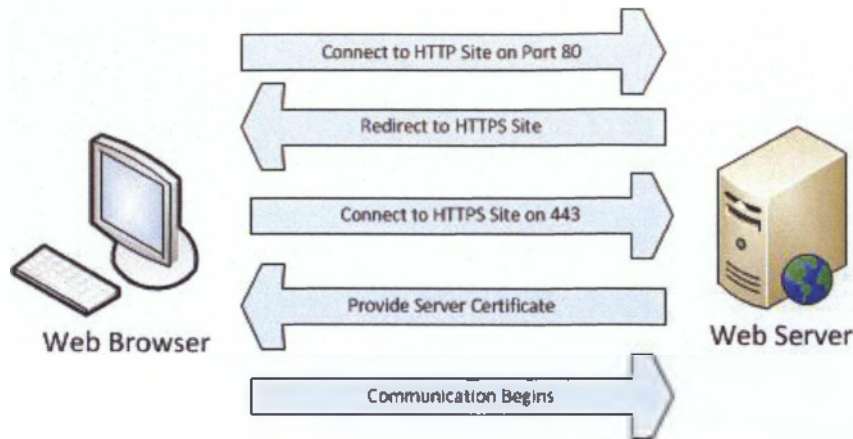 Connect to HTTP Site on Port 80
Redirect to HTTPS Site
Connect to HTTPS Site on 443
Provide Server Certificate
Web Browser
Web Server
Communication Begins